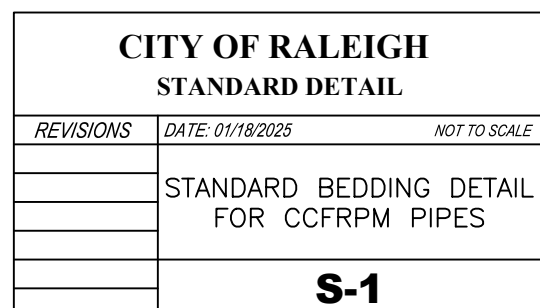 CITY OF RALEIGH
STANDARD DETAIL
REVISIONS
DATE: 01/18/2025
NOT TO SCALE
STANDARD BEDDING DETAIL
FOR CCFRPM PIPES
S-1